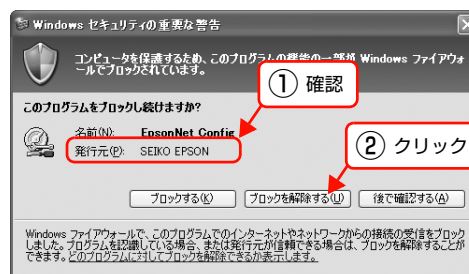 Windows セキュリティの重要な警告
コンピュータを保護するため、このプログラムの機能の一部が Windows ファイアウォ
ールでブロックされています。
① 確認
このプログラムをブロックし続けますか?
名前(N): EpsonNet Config
発行元(P): SEIKO EPSON
② クリック
ブロックする(K) ブロックを解除する(U) 後で確認する(A)
Windows ファイアウォールで、このプログラムでのインターネットやネットワークからの接続の受信をブロック
しました。プログラムを認識している場合、または発行元が信頼できる場合は、ブロックを解除することが
できます。どのプログラムに対してブロックを解除できるか表示します。